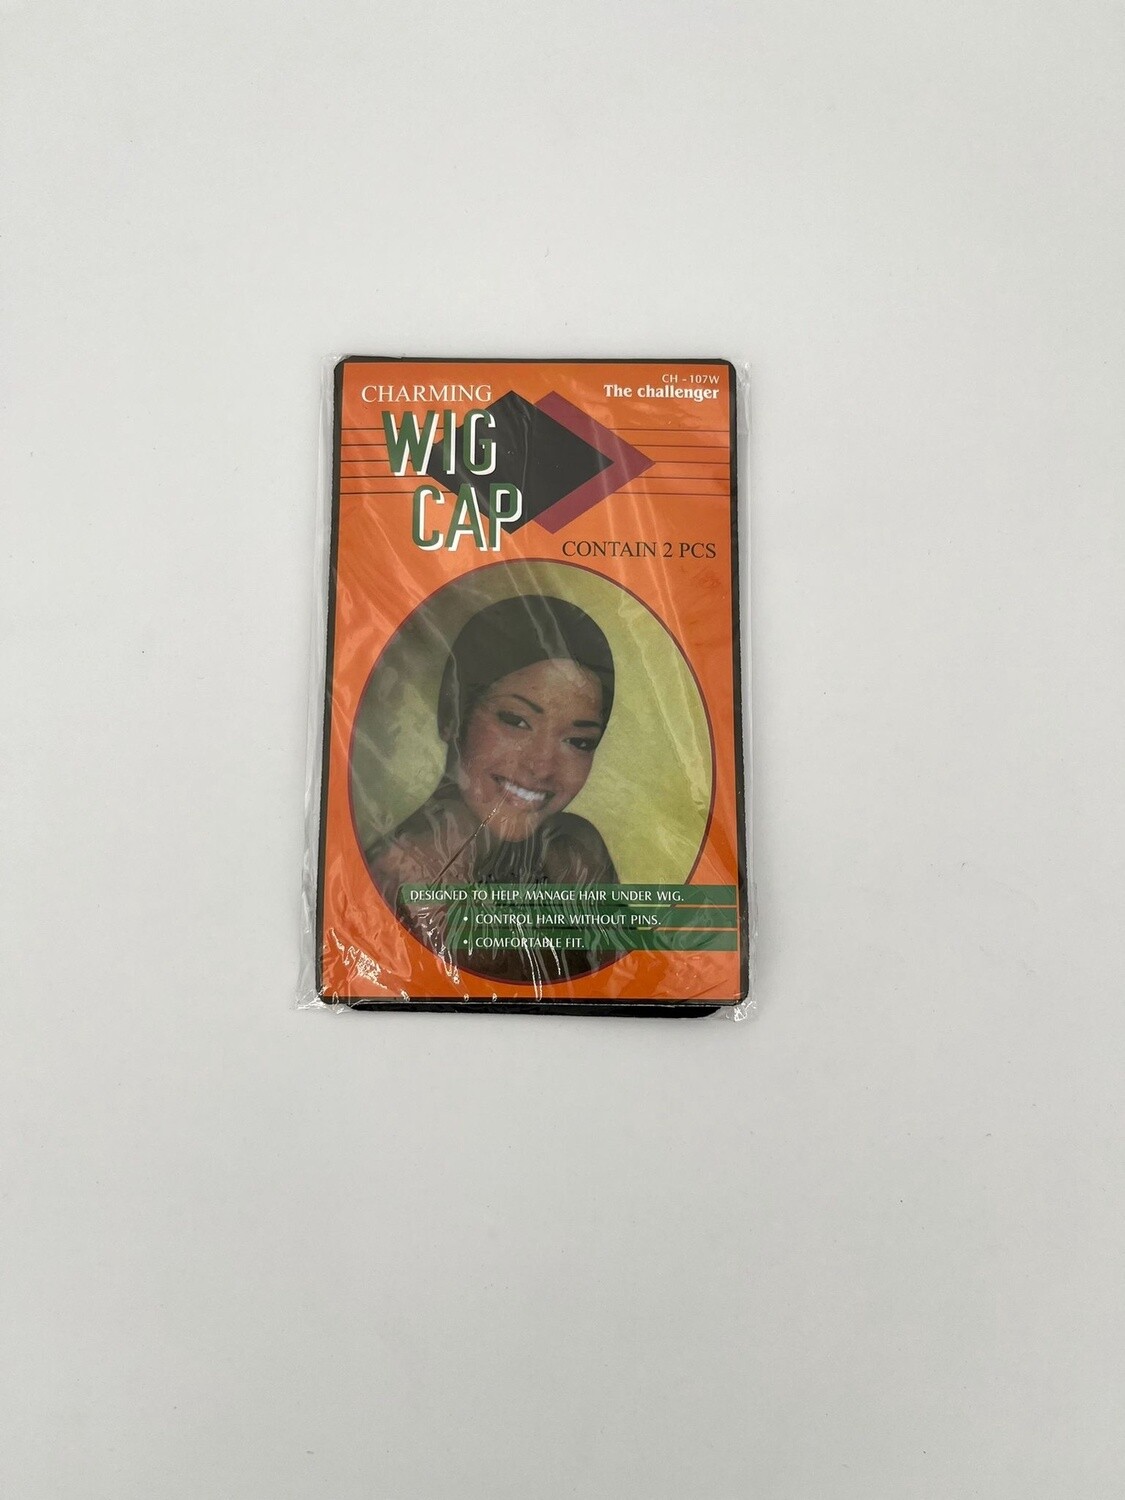 CH - 107W
CHARMING
The challenger
WIG
CAP
CONTAIN 2 PCS
DESIGNED TO HELP MANAGE HAIR UNDER WIG.
• CONTROL HAIR WITHOUT PINS.
• COMFORTABLE FIT.